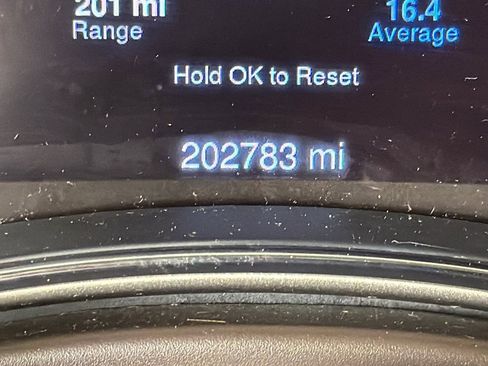 201 mi
16.4
Range
Average
Hold OK to Reset
202783 mi